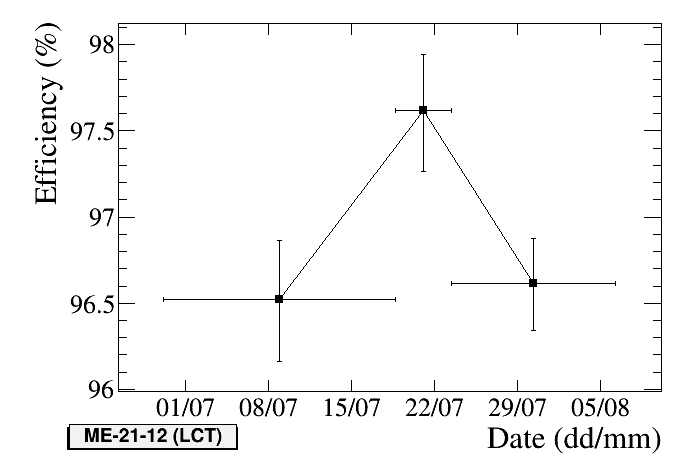 Efficiency (%)
98
97.5
97
96.5
96
01/07 08/07 15/07 22/07 29/07 05/08
ME-21-12 (LCT)
Date (dd/mm)